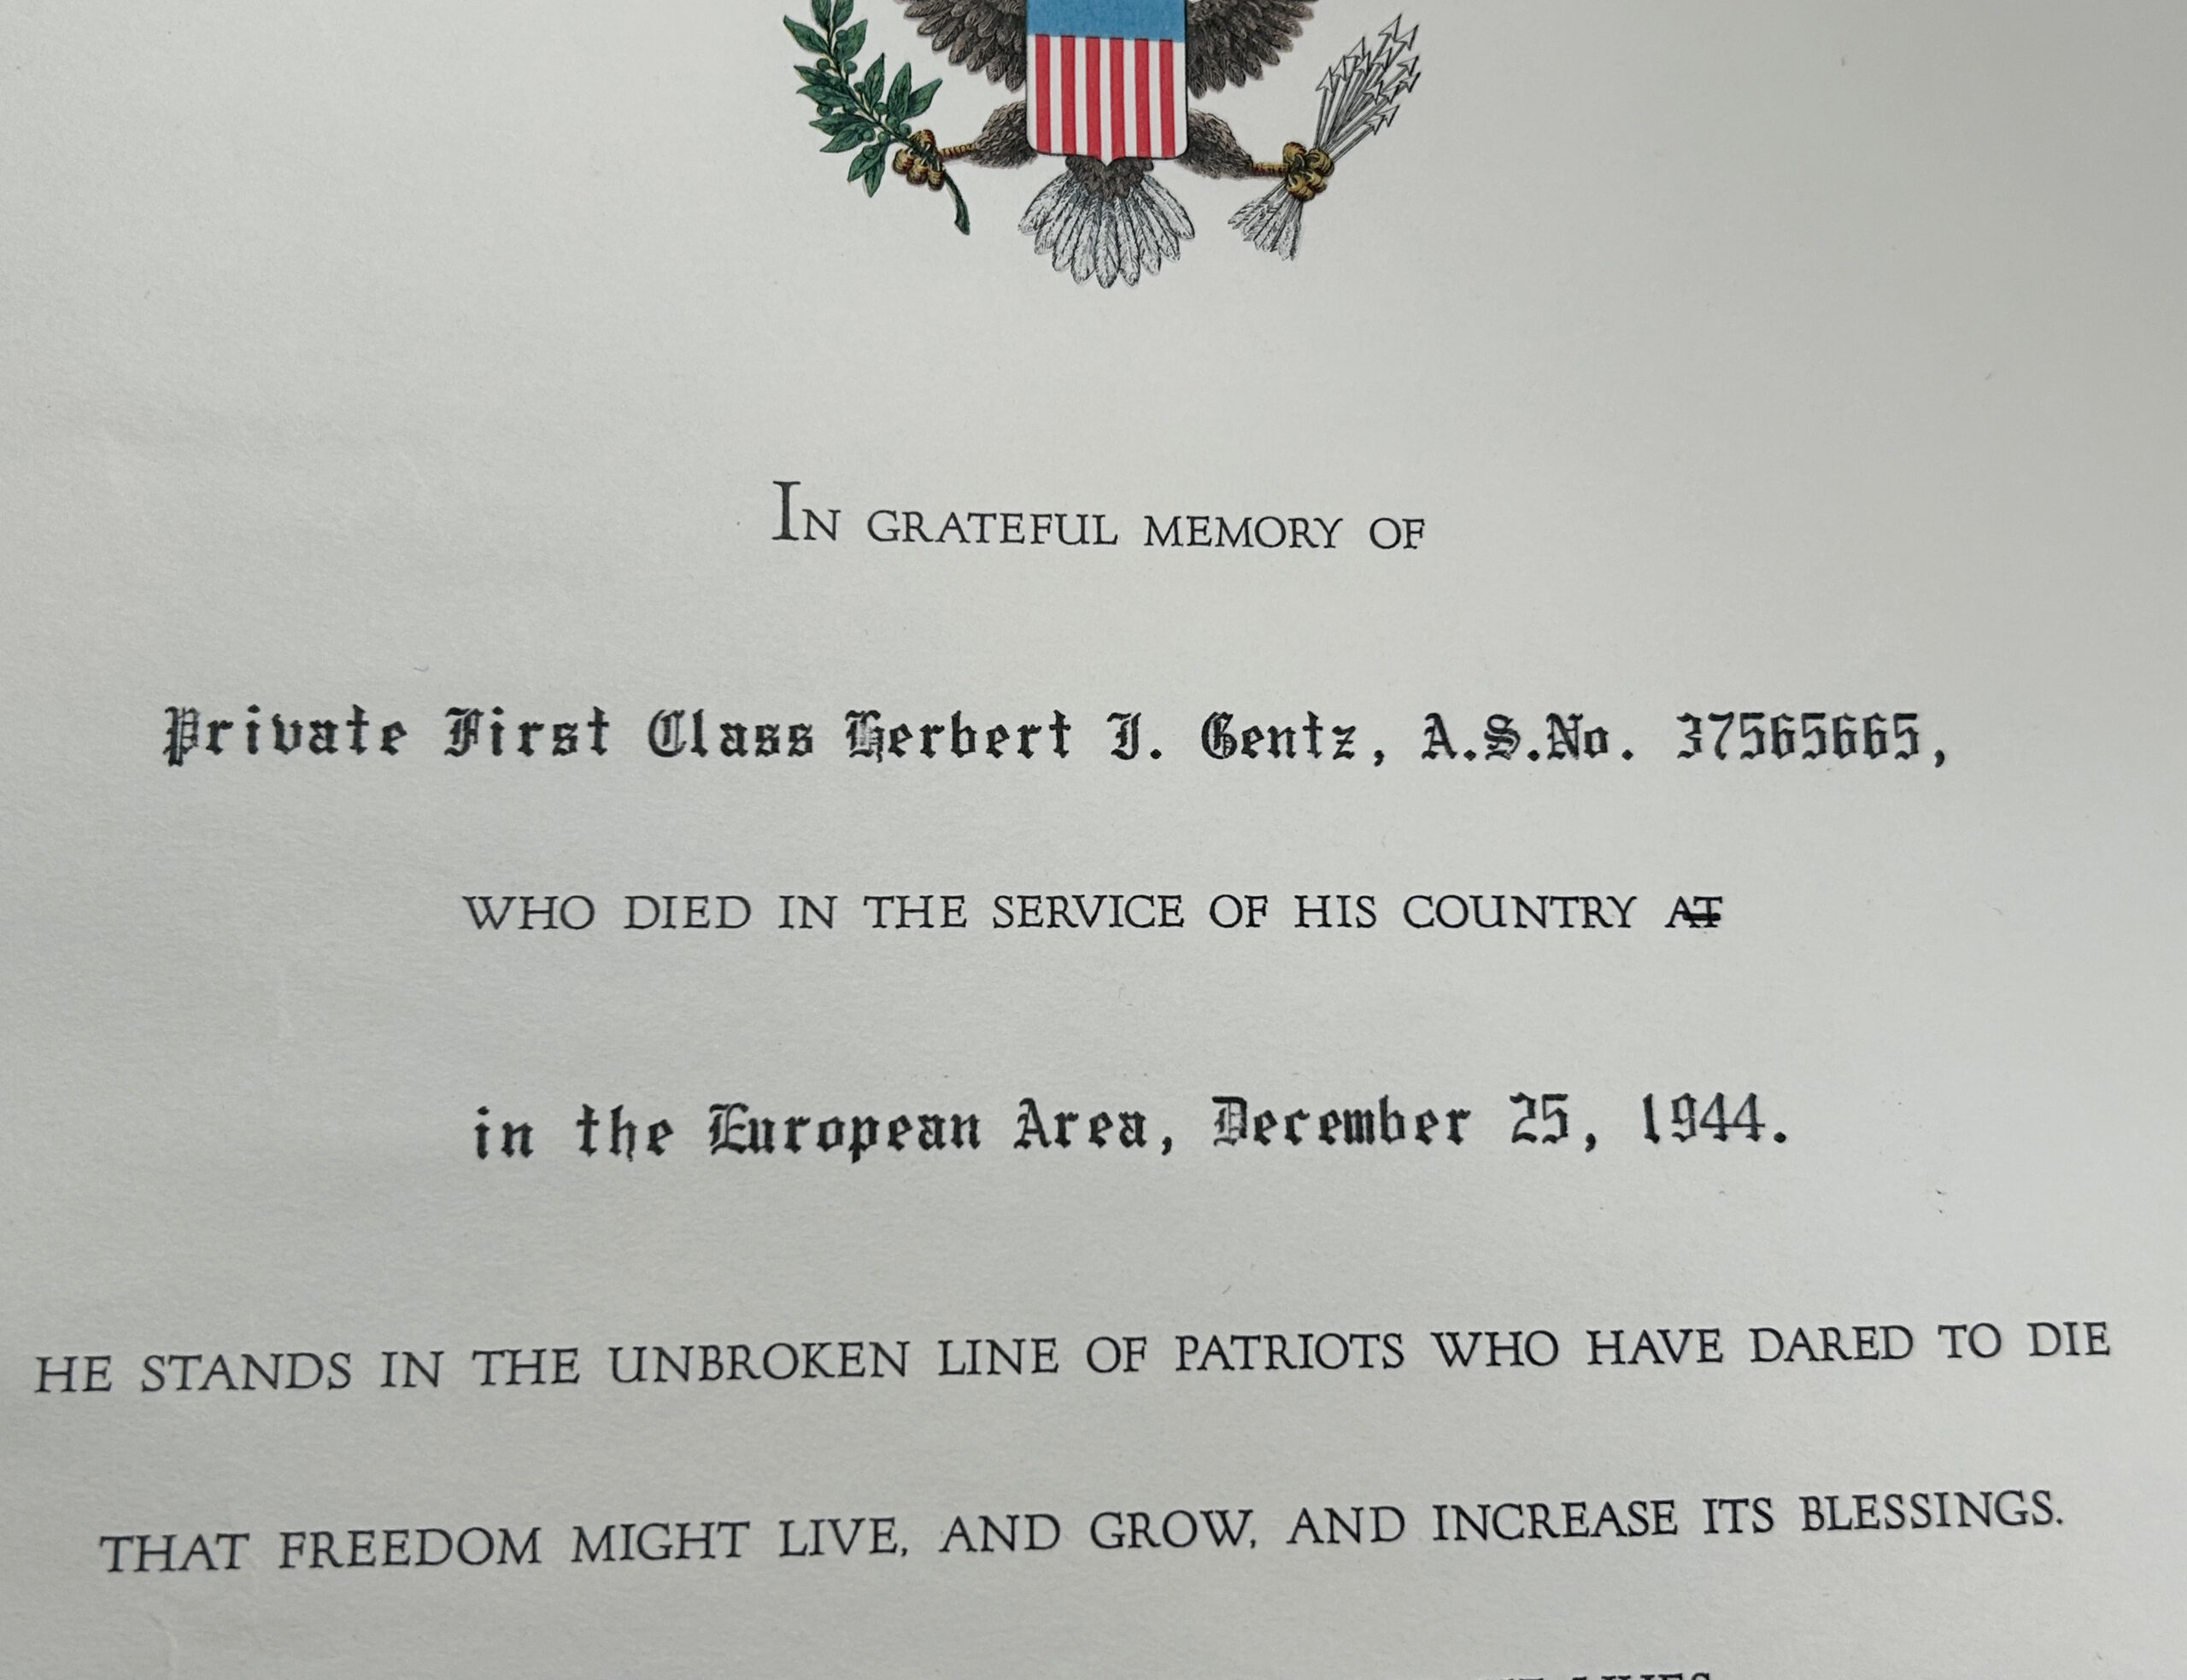 In grateful memory of
Private First Class Herbert J. Gentz, A.S.No. 37565665,
WHO DIED IN THE SERVICE OF HIS COUNTRY AT
in the European Area, December 25, 1944.
HE STANDS IN THE UNBROKEN LINE OF PATRIOTS WHO HAVE DARED TO DIE
THAT FREEDOM MIGHT LIVE, AND GROW, AND INCREASE ITS BLESSINGS.